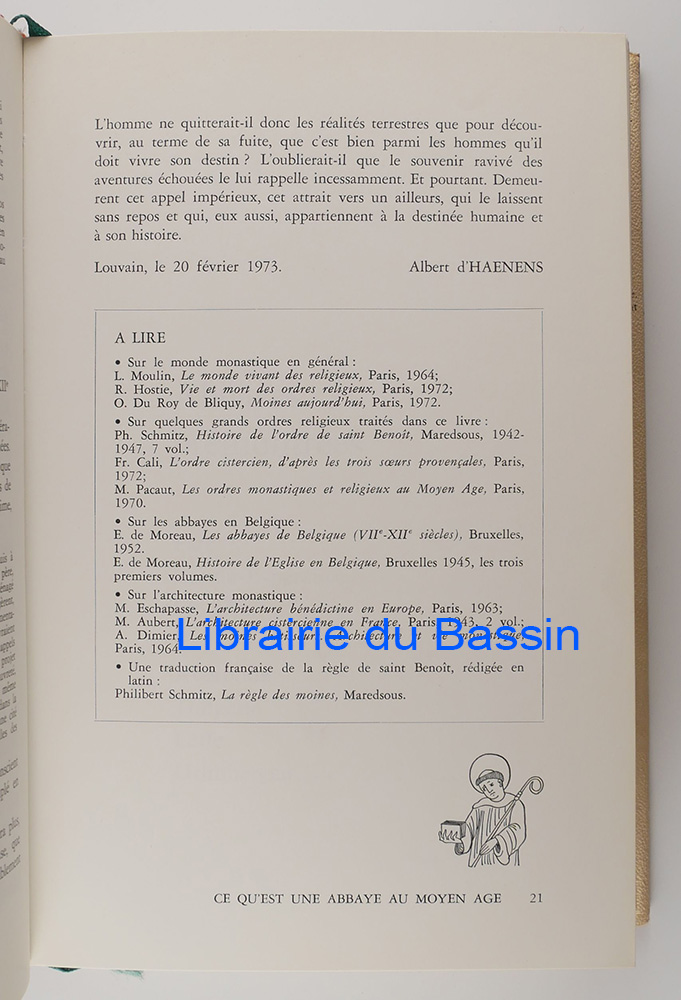 L'homme ne quitterait-il donc les réalités terrestres que pour décou-
vrir, au terme de sa fuite, que c'est bien parmi les hommes qu'il
doit vivre son destin ? L'oublierait-il que le souvenir ravivé des
aventures échouées le lui rappelle incessamment. Et pourtant. Demeu-
rent cet appel impérieux, cet attrait vers un ailleurs, qui le laissent
sans repos et qui, eux aussi, appartiennent à la destinée humaine et
à son histoire.
Louvain, le 20 février 1973. Albert d'HAENENS
A LIRE
• Sur le monde monastique en général :
L. Moulin, Le monde vivant des religieux, Paris, 1964;
R. Hostie, Vie et mort des ordres religieux, Paris, 1972;
O. Du Roy de Bliquy, Moines aujourd'hui, Paris, 1972.
• Sur quelques grands ordres religieux traités dans ce livre :
Ph. Schmitz, Histoire de l'ordre de saint Benoît, Maredsous, 1942-
1947, 7 vol.;
Fr. Cali, L'ordre cistercien, d'après les trois sœurs provençales, Paris,
1972;
M. Pacaut, Les ordres monastiques et religieux au Moyen Age, Paris,
1970.
• Sur les abbayes en Belgique :
E. de Moreau, Les abbayes de Belgique (VIIe-XIIe siècles), Bruxelles,
1952.
E. de Moreau, Histoire de l'Eglise en Belgique, Bruxelles 1945, les trois
premiers volumes.
• Sur l'architecture monastique :
M. Eschapasse, L'architecture bénédictine en Europe, Paris, 1963;
M. Aubert, L'architecture cistercienne en France, Paris, 1943, 2 vol.;
A. Dimier, Les moines bâtisseurs. Architecture et vie monastique,
Paris, 1964.
Librairie du Bassin
• Une traduction française de la règle de saint Benoît, rédigée en
latin :
Philibert Schmitz, La règle des moines, Maredsous.
CE QU'EST UNE ABBAYE AU MOYEN AGE 21